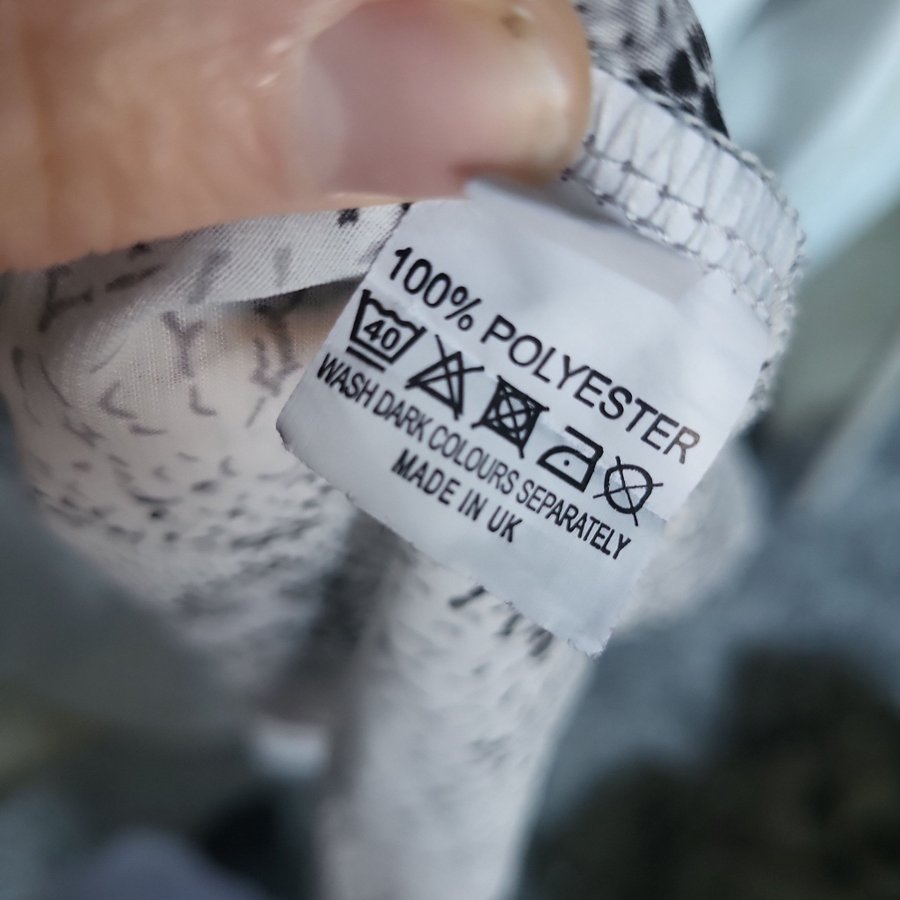 100% POLYESTER
40
WASH DARK COLOURS SEPARATELY
MADE IN UK